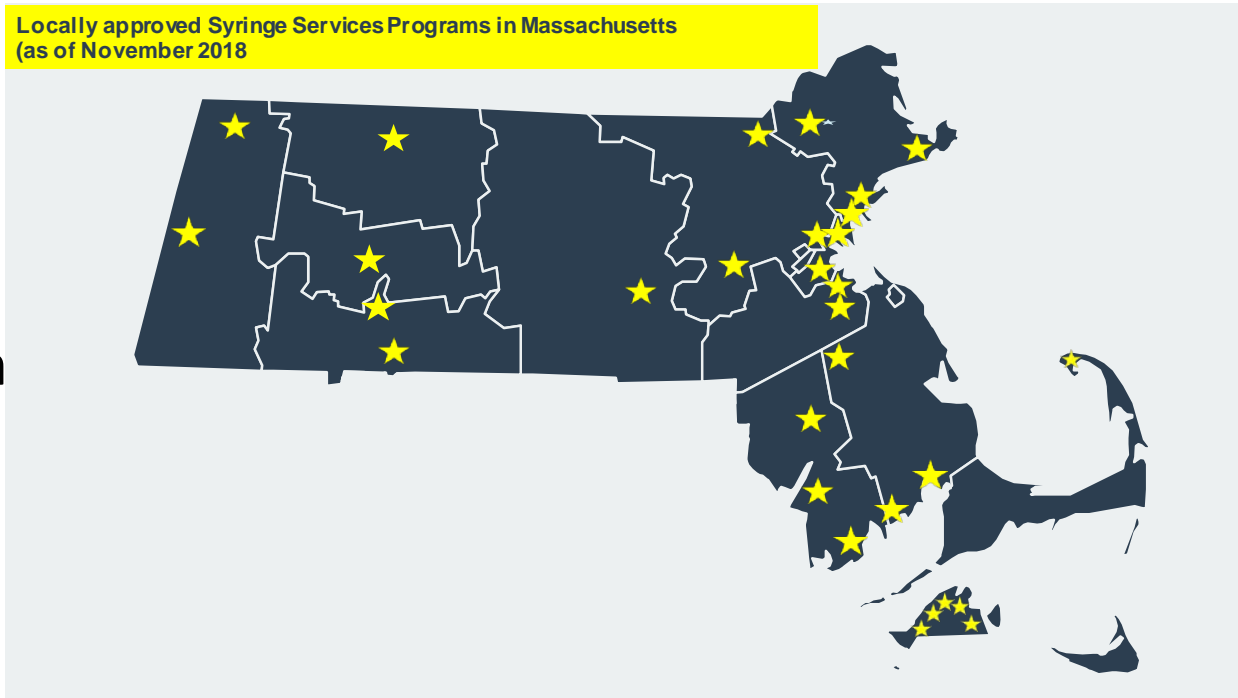 Locally approved Syringe Services Programs in Massachusetts
(as of November 2018